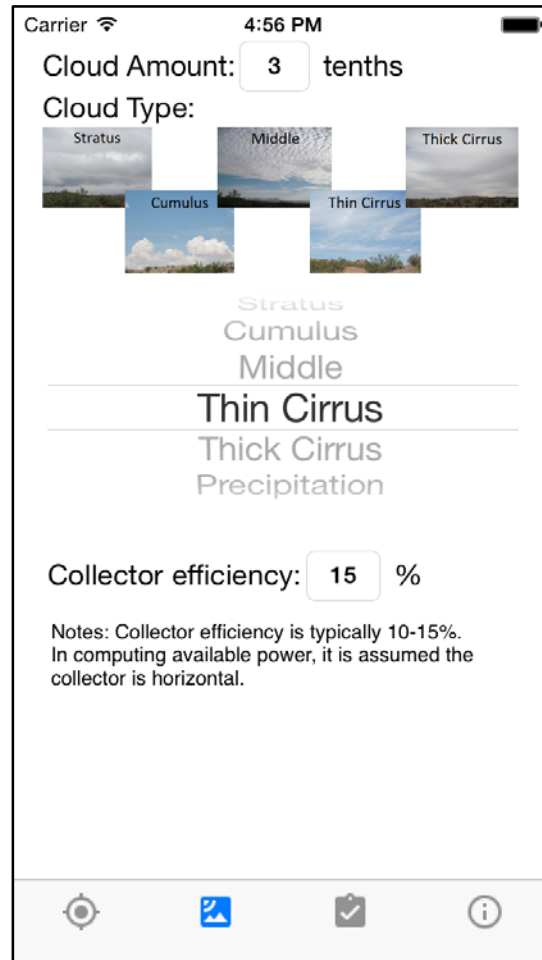 Carrier 4:56 PM
Cloud Amount: 3 tenths
Cloud Type:
Stratus Middle Thick Cirrus
Cumulus Thin Cirrus
Stratus
Cumulus
Middle
Thin Cirrus
Thick Cirrus
Precipitation
Collector efficiency: 15 %
Notes: Collector efficiency is typically 10-15%.
In computing available power, it is assumed the
collector is horizontal.